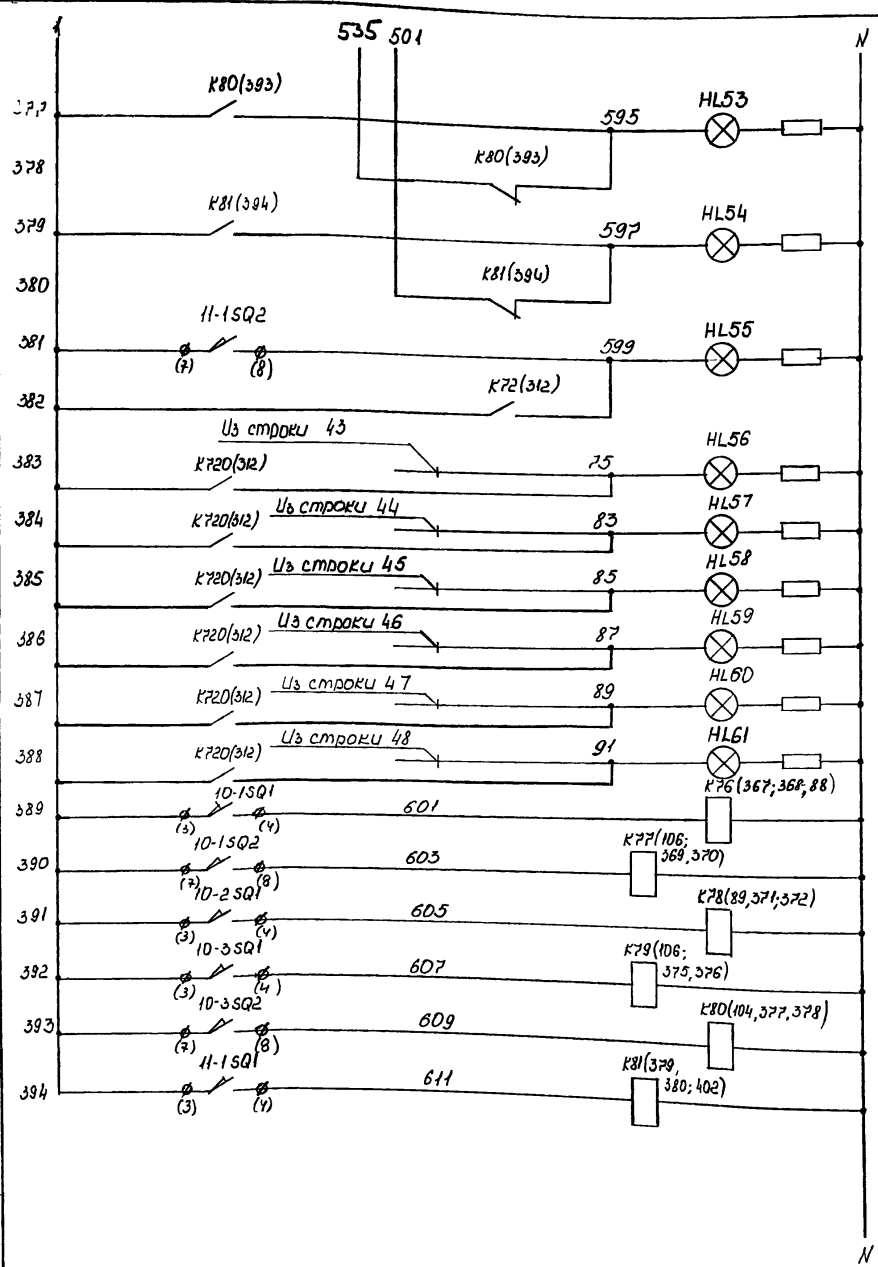 1
535 501
N
K80(393)
HL53
377
595
K80(393)
378
K81(394)
HL54
379
597
K81(394)
380
11-1SQ2
HL55
381
599
(7) (8)
K72(312)
382
Из строки 43
HL56
383
K720(312)
75
HL57
384
K720(312)
Из строки 44
83
HL58
385
K720(312)
Из строки 45
85
HL59
386
K720(312)
Из строки 46
87
HL60
387
K720(312)
Из строки 47
89
HL61
388
K720(312)
Из строки 48
91
K76(367;368;88)
10-1SQ1
389
601
(3) (4)
K77(106;
369,370)
10-1SQ2
390
603
(7) (8)
K78(89,371;372)
10-2SQ1
391
605
(3) (4)
K79(106;
375,376)
10-3SQ1
392
607
(3) (4)
K80(104,377,378)
10-3SQ2
393
609
(7) (8)
K81(379,
380;402)
11-1SQ1
394
611
(3) (4)
N